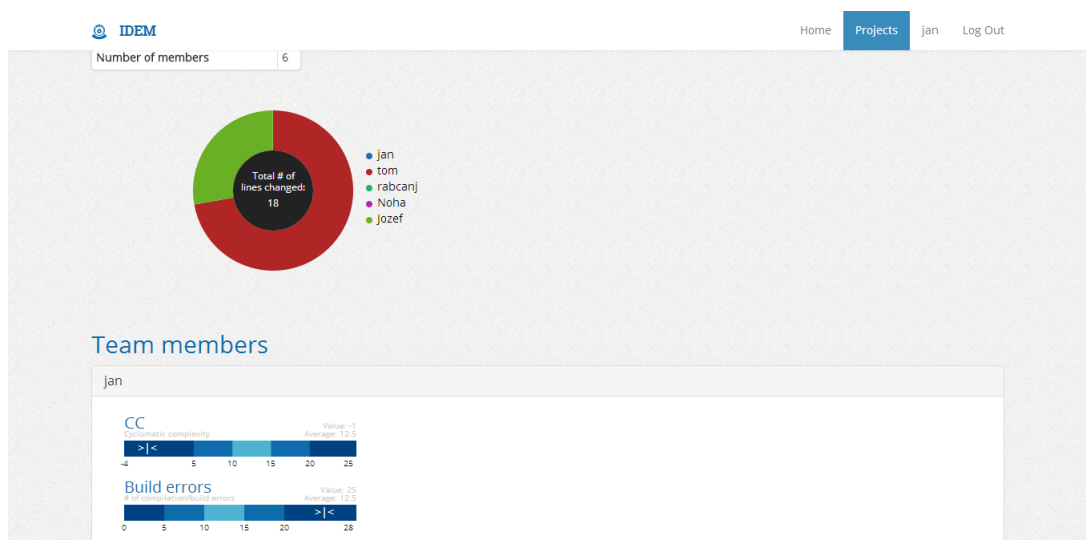 IDEM
Home Projects jan Log Out
Number of members 6
Total # of
lines changed:
18
jan
tom
rabcanj
Noha
Jozef
Team members
jan
CC
Cyclomatic complexity
Value: -1
Average: 12.5
>|<
-4 5 10 15 20 25
Build errors
# of compilation/build errors
Value: 25
Average: 12.5
>|<
0 5 10 15 20 28